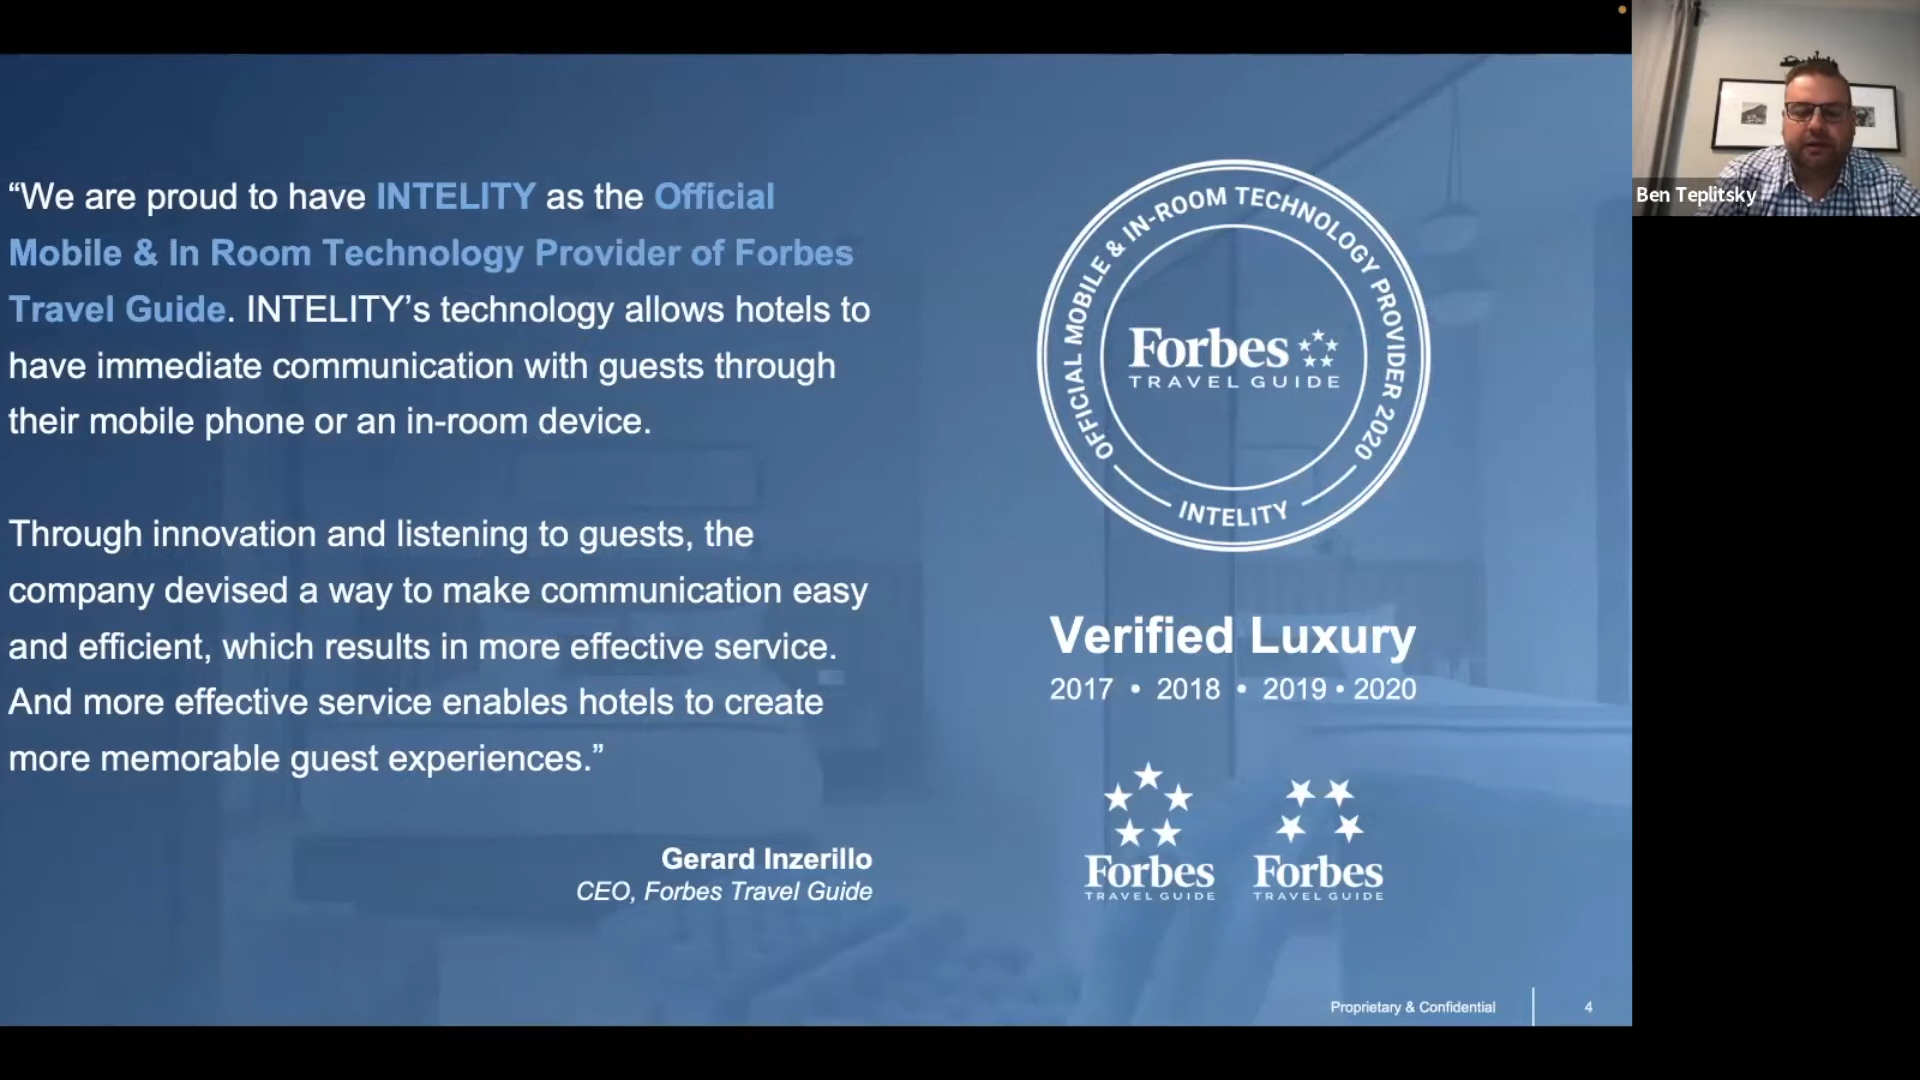 “We are proud to have INTELITY as the Official
Mobile & In Room Technology Provider of Forbes
Travel Guide. INTELITY’s technology allows hotels to
have immediate communication with guests through
their mobile phone or an in-room device.
Through innovation and listening to guests, the
company devised a way to make communication easy
and efficient, which results in more effective service.
And more effective service enables hotels to create
more memorable guest experiences.”
Gerard Inzerillo
CEO, Forbes Travel Guide
OFFICIAL MOBILE & IN-ROOM TECHNOLOGY PROVIDER 2020
Forbes
TRAVEL GUIDE
INTELITY
Verified Luxury
2017 • 2018 • 2019 • 2020
Forbes
TRAVEL GUIDE
Forbes
TRAVEL GUIDE
Proprietary & Confidential
4
Ben Teplitsky